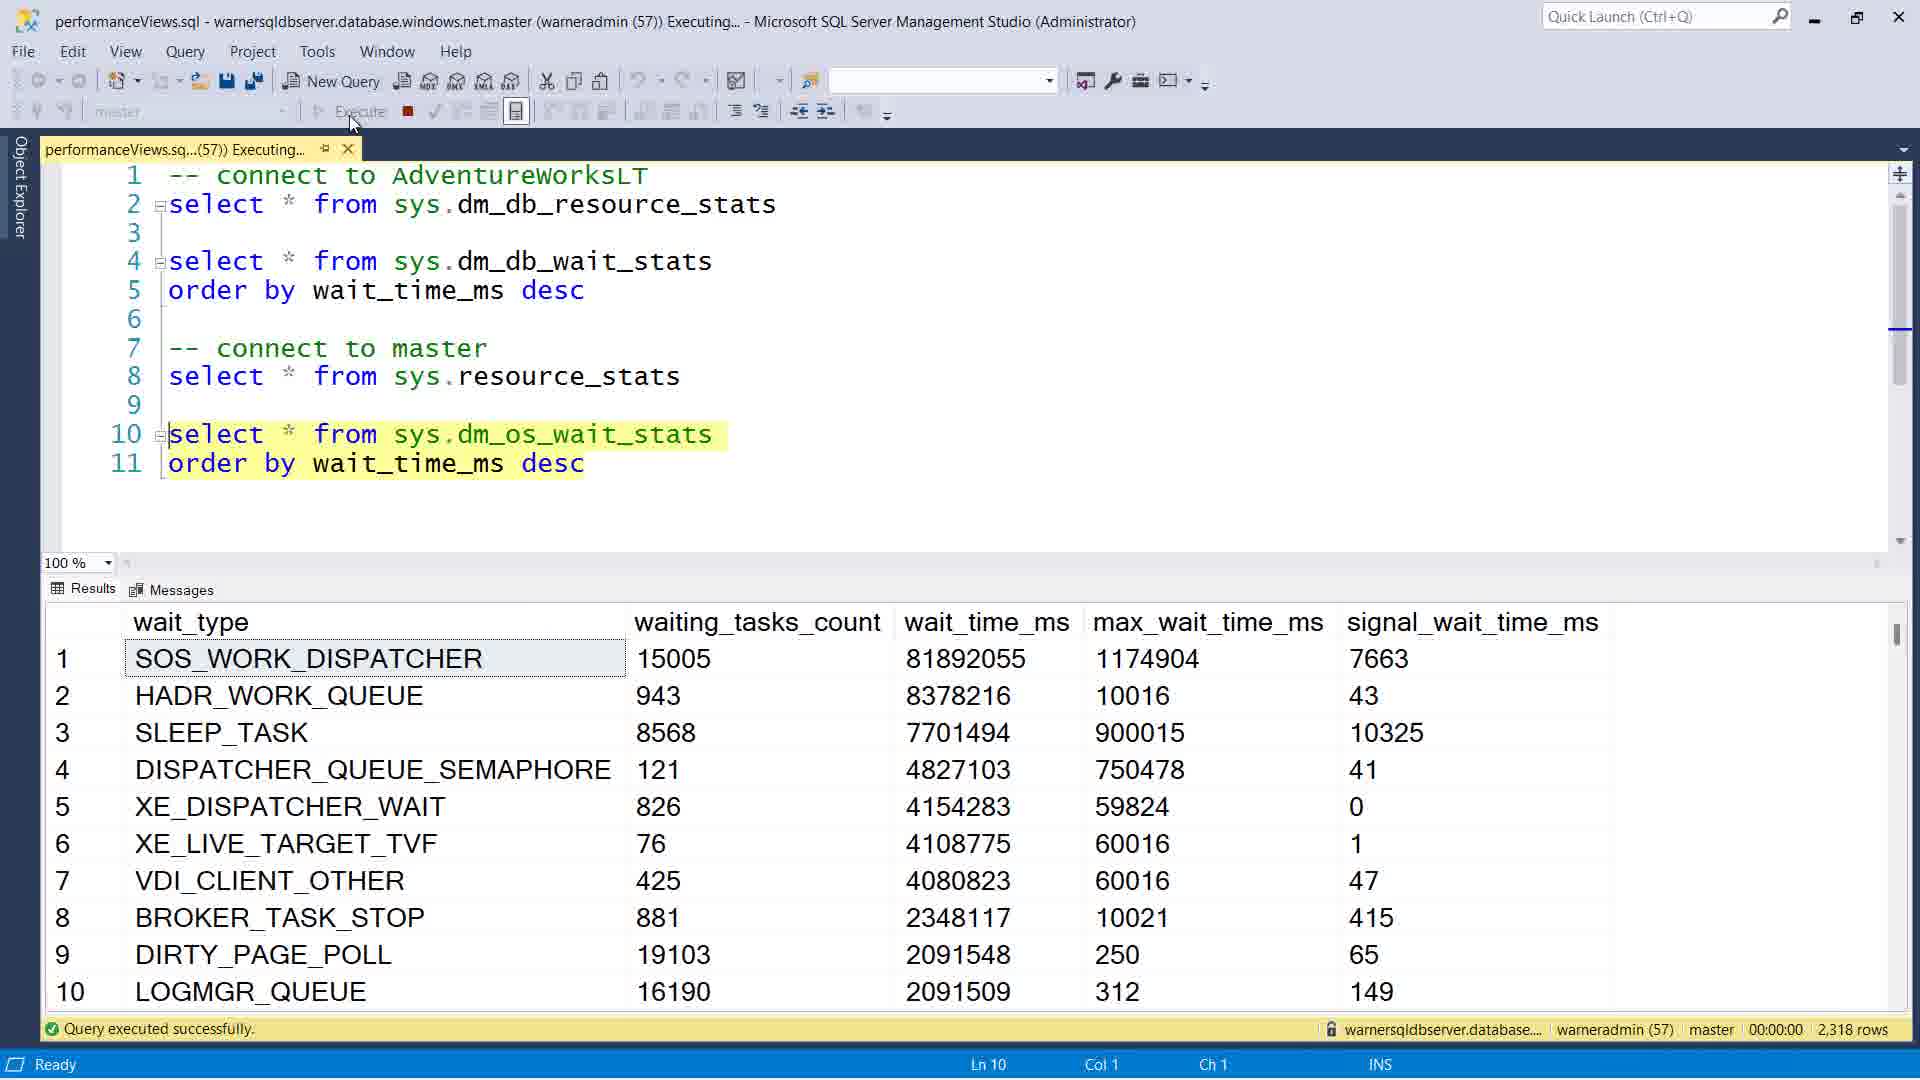 performanceViews.sql - warnersqldbserver.database.windows.net.master (warneradmin (57)) Executing... - Microsoft SQL Server Management Studio (Administrator)
Quick Launch (Ctrl+Q)
File Edit View Query Project Tools Window Help
New Query MDX DMX XMLA DAX
master Execute
Object Explorer
performanceViews.sq...(57)) Executing...
1 -- connect to AdventureWorksLT
2 select * from sys.dm_db_resource_stats
3
4 select * from sys.dm_db_wait_stats
5 order by wait_time_ms desc
6
7 -- connect to master
8 select * from sys.resource_stats
9
10 select * from sys.dm_os_wait_stats
11 order by wait_time_ms desc
100 %
Results Messages
wait_type waiting_tasks_count wait_time_ms max_wait_time_ms signal_wait_time_ms
1 SOS_WORK_DISPATCHER 15005 81892055 1174904 7663
2 HADR_WORK_QUEUE 943 8378216 10016 43
3 SLEEP_TASK 8568 7701494 900015 10325
4 DISPATCHER_QUEUE_SEMAPHORE 121 4827103 750478 41
5 XE_DISPATCHER_WAIT 826 4154283 59824 0
6 XE_LIVE_TARGET_TVF 76 4108775 60016 1
7 VDI_CLIENT_OTHER 425 4080823 60016 47
8 BROKER_TASK_STOP 881 2348117 10021 415
9 DIRTY_PAGE_POLL 19103 2091548 250 65
10 LOGMGR_QUEUE 16190 2091509 312 149
Query executed successfully. warnersqldbserver.database.... warneradmin (57) master 00:00:00 2,318 rows
Ready Ln 10 Col 1 Ch 1 INS